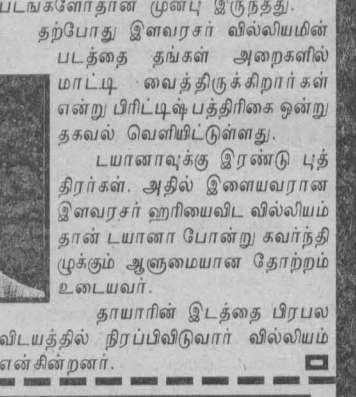 படங்களோதான் முன்பு இருந்தது.
தற்போது இளவரசர் வில்லியமின்
படத்தை தங்கள் அறைகளில்
மாட்டி வைத்திருக்கிறார்கள்
என்று பிரிட்டிஷ் பத்திரிகை ஒன்று
தகவல் வெளியிட்டுள்ளது.
டயானாவுக்கு இரண்டு புத்
திரர்கள். அதில் இளையவரான
இளவரசர் ஹரியைவிட வில்லியம்
தான் டயானா போன்று கவர்ந்தி
ழுக்கும் ஆளுமையான தோற்றம்
உடையவர்.
தாயாரின் இடத்தை பிரபல
விடயத்தில் நிரப்பிவிடுவார் வில்லியம்
என்கின்றனர்.